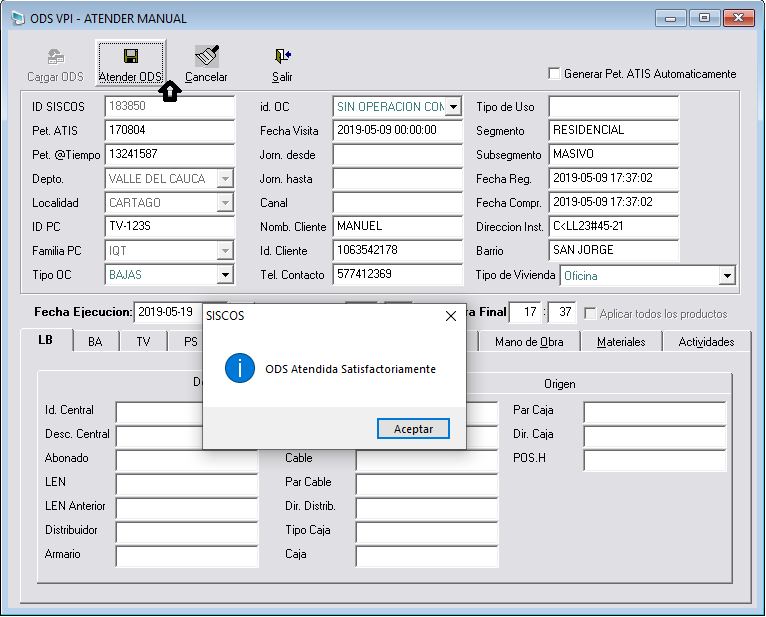 ODS VPI - ATENDER MANUAL
Cargar ODS Atender ODS Cancelar Salir
Generar Pet. ATIS Automaticamente
ID SISCOS 183850 id. OC SIN OPERACION COM Tipo de Uso
Pet. ATIS 170804 Fecha Visita 2019-05-09 00:00:00 Segmento RESIDENCIAL
Pet. @Tiempo 13241587 Jorn. desde Subsegmento MASIVO
Depto. VALLE DEL CAUCA Jorn. hasta Fecha Reg. 2019-05-09 17:37:02
Localidad CARTAGO Canal Fecha Compr. 2019-05-09 17:37:02
ID PC TV-123S Nomb. Cliente MANUEL Direccion Inst. C<LL23#45-21
Familia PC IQT Id. Cliente 1063542178 Barrio SAN JORGE
Tipo OC BAJAS Tel. Contacto 577412369 Tipo de Vivienda Oficina
Fecha Ejecucion: 2019-05-19 ra Final 17 : 37 Aplicar todos los productos
SISCOS
ODS Atendida Satisfactoriamente
Aceptar
LB BA TV PS Mano de Obra Materiales Actividades
Origen
Id. Central Par Caja
Desc. Central Dir. Caja
Abonado Cable POS.H
LEN Par Cable
LEN Anterior Dir. Distrib.
Distribuidor Tipo Caja
Armario Caja